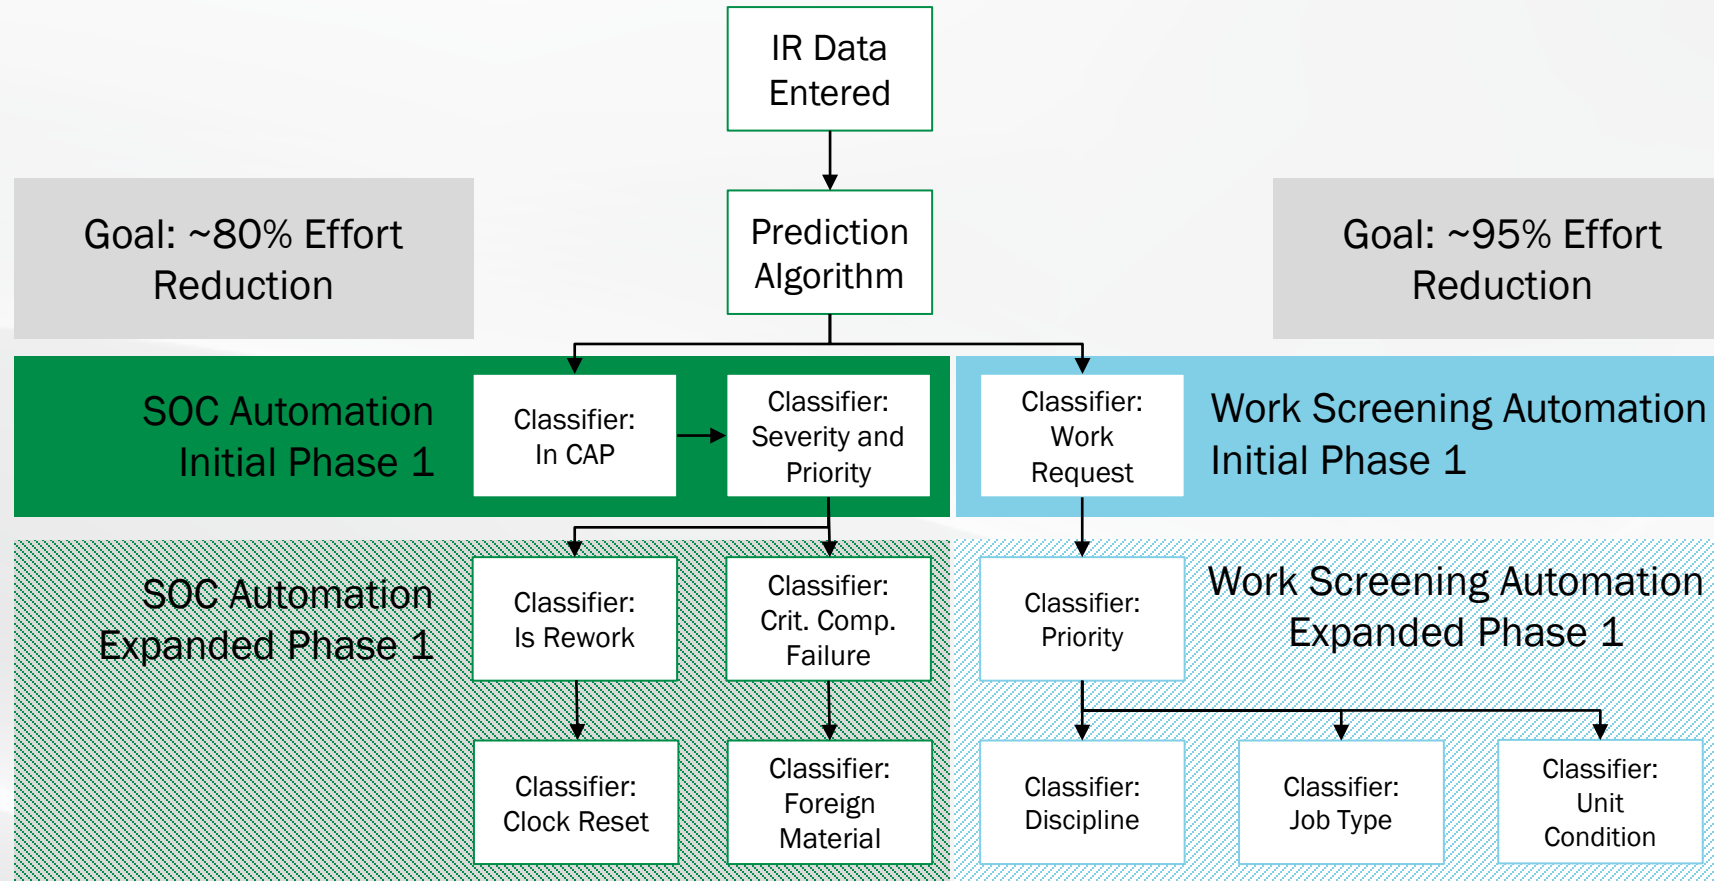 IR Data
Entered
Prediction
Algorithm
Goal: ~80% Effort
Reduction
Goal: ~95% Effort
Reduction
SOC Automation
Initial Phase 1
Classifier:
In CAP
Classifier:
Severity and
Priority
Classifier:
Work
Request
Work Screening Automation
Initial Phase 1
SOC Automation
Expanded Phase 1
Classifier:
Is Rework
Classifier:
Crit. Comp.
Failure
Classifier:
Priority
Work Screening Automation
Expanded Phase 1
Classifier:
Clock Reset
Classifier:
Foreign
Material
Classifier:
Discipline
Classifier:
Job Type
Classifier:
Unit
Condition